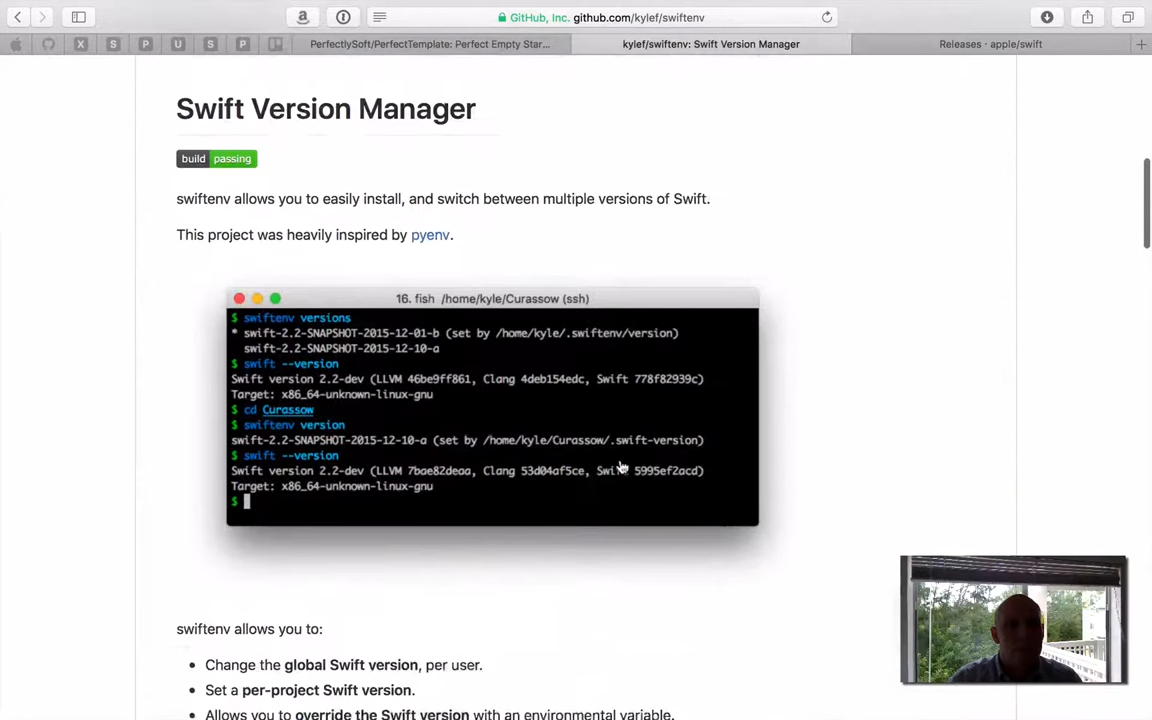 GitHub, Inc. github.com/kylef/swiftenv
X S P U S P PerfectlySoft/PerfectTemplate: Perfect Empty Star... kylef/swiftenv: Swift Version Manager Releases · apple/swift
Swift Version Manager
build passing
swiftenv allows you to easily install, and switch between multiple versions of Swift.
This project was heavily inspired by pyenv.
16. fish /home/kyle/Curassow (ssh)
$ swiftenv versions
* swift-2.2-SNAPSHOT-2015-12-01-b (set by /home/kyle/.swiftenv/version)
swift-2.2-SNAPSHOT-2015-12-10-a
$ swift --version
Swift version 2.2-dev (LLVM 46be9ff861, Clang 4deb154edc, Swift 778f82939c)
Target: x86_64-unknown-linux-gnu
$ cd Curassow
$ swiftenv version
swift-2.2-SNAPSHOT-2015-12-10-a (set by /home/kyle/Curassow/.swift-version)
$ swift --version
Swift version 2.2-dev (LLVM 7bae82deaa, Clang 53d04af5ce, Swift 5995ef2acd)
Target: x86_64-unknown-linux-gnu
$
swiftenv allows you to:
• Change the global Swift version, per user.
• Set a per-project Swift version.
• Allows you to override the Swift version with an environmental variable.